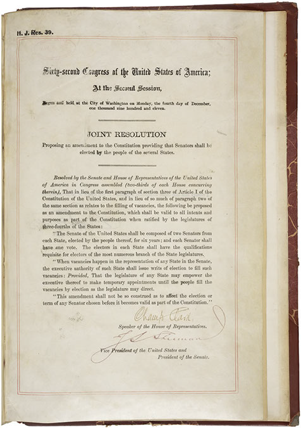 H. J. Res. 39.
Sixty-second Congress of the United States of America;
At the Second Session,
Begun and held at the City of Washington on Monday, the fourth day of December,
one thousand nine hundred and eleven.
JOINT RESOLUTION
Proposing an amendment to the Constitution providing that Senators shall be
elected by the people of the several States.
Resolved by the Senate and House of Representatives of the United States
of America in Congress assembled (two-thirds of each House concurring
therein), That in lieu of the first paragraph of section three of Article I of the
Constitution of the United States, and in lieu of so much of paragraph two of
the same section as relates to the filling of vacancies, the following be proposed
as an amendment to the Constitution, which shall be valid to all intents and
purposes as part of the Constitution when ratified by the legislatures of
three-fourths of the States:
"The Senate of the United States shall be composed of two Senators from
each State, elected by the people thereof, for six years; and each Senator shall
have one vote. The electors in each State shall have the qualifications
requisite for electors of the most numerous branch of the State legislatures.
"When vacancies happen in the representation of any State in the Senate,
the executive authority of such State shall issue writs of election to fill such
vacancies: Provided, That the legislature of any State may empower the
executive thereof to make temporary appointments until the people fill the
vacancies by election as the legislature may direct.
"This amendment shall not be so construed as to affect the election or
term of any Senator chosen before it becomes valid as part of the Constitution."
Champ Clark
Speaker of the House of Representatives.
J S Sherman
Vice President of the United States and
President of the Senate.